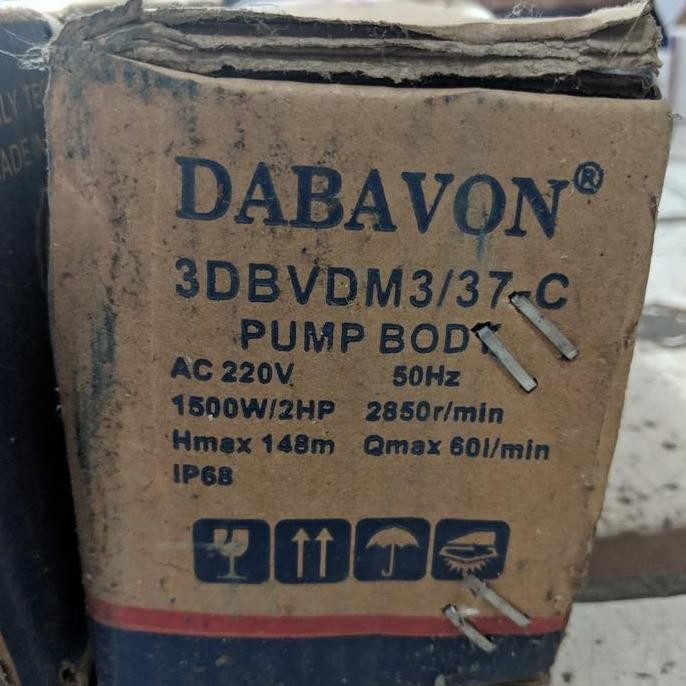 DABAVON®
3DBVDM3/37-C
PUMP BODY
AC 220V 50Hz
1500W/2HP 2850r/min
Hmax 148m Qmax 60l/min
IP68